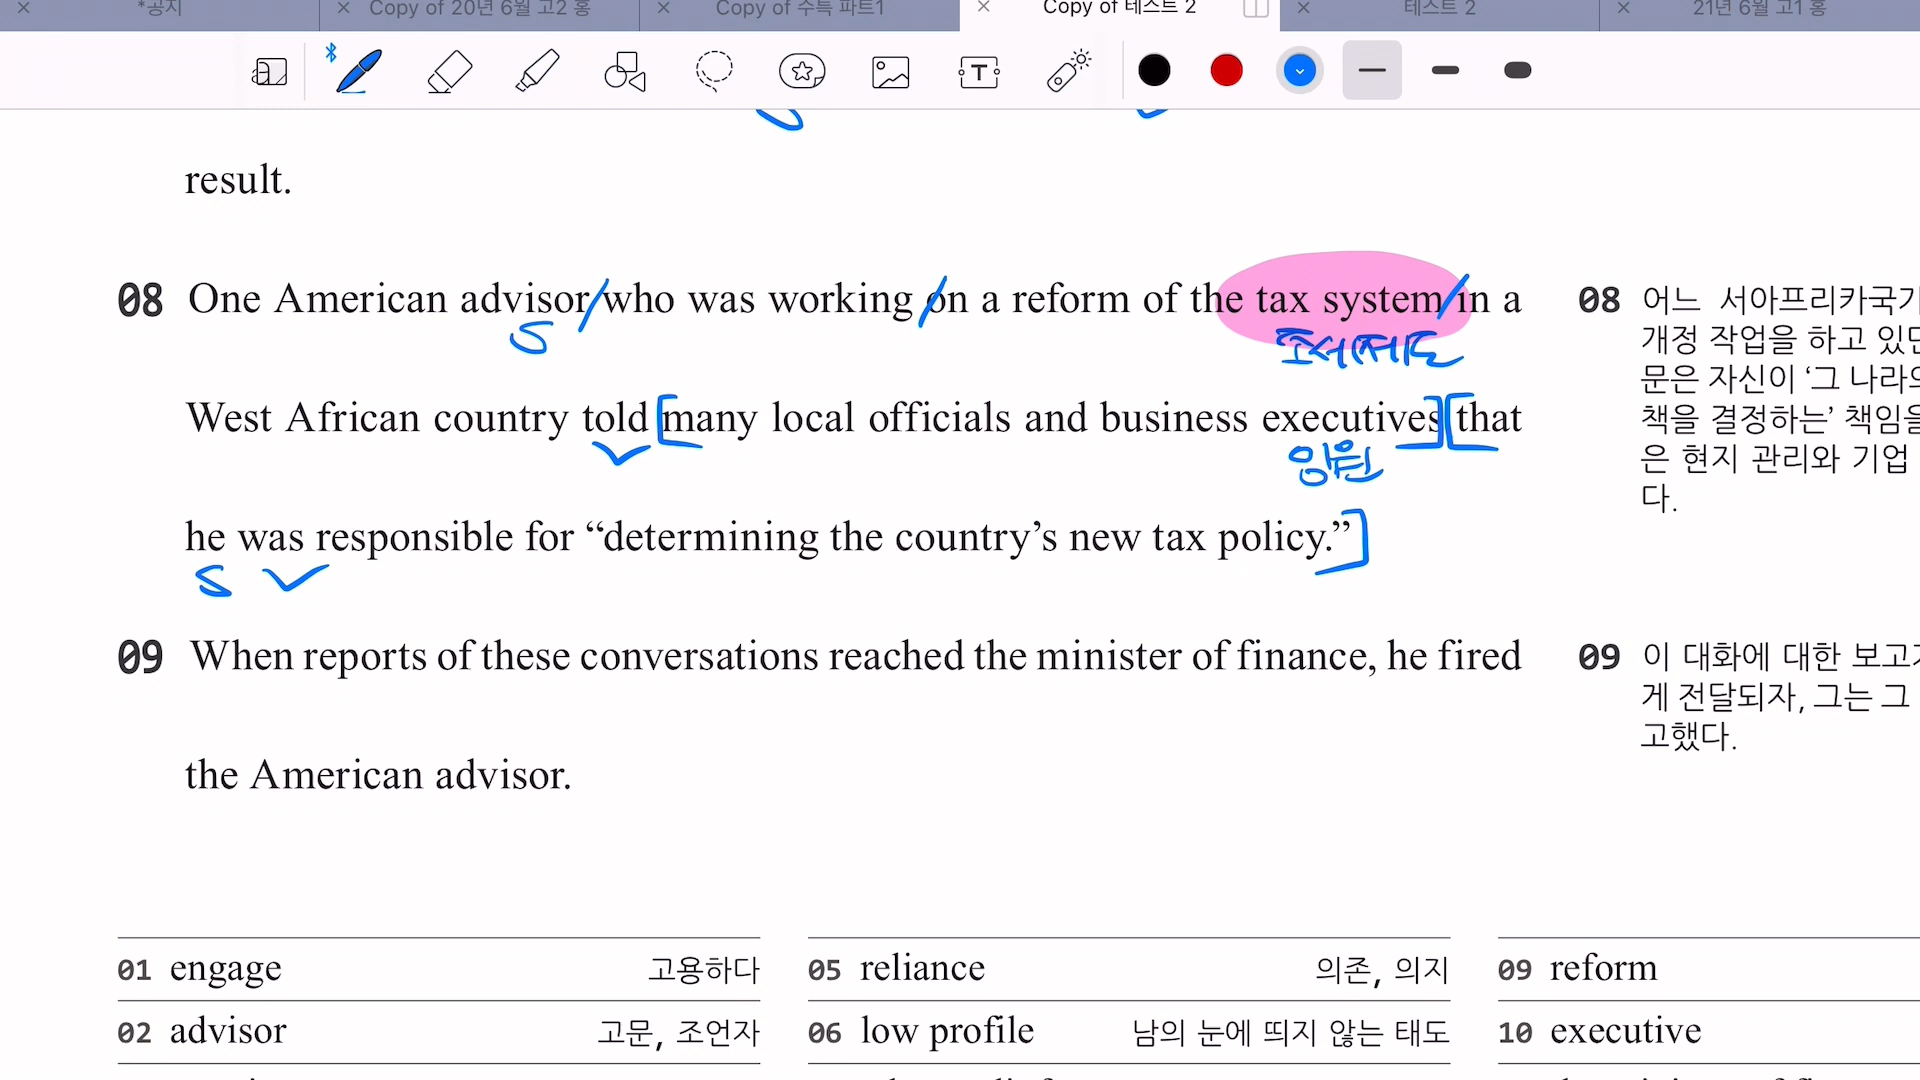 *공지
Copy of 20년 6월 고2 홍
Copy of 수특 파트1
Copy of 테스트 2
테스트 2
21년 6월 고1 홍
result.
08 One American advisor who was working on a reform of the tax system in a
S
조세제도
West African country told many local officials and business executives that
임원
he was responsible for “determining the country’s new tax policy.”
S
09 When reports of these conversations reached the minister of finance, he fired
the American advisor.
08 어느 서아프리카국가
개정 작업을 하고 있던
문은 자신이 ‘그 나라의
책을 결정하는’ 책임을
은 현지 관리와 기업
다.
09 이 대화에 대한 보고가
게 전달되자, 그는 그
고했다.
01 engage 고용하다
05 reliance 의존, 의지
09 reform
02 advisor 고문, 조언자
06 low profile 남의 눈에 띄지 않는 태도
10 executive